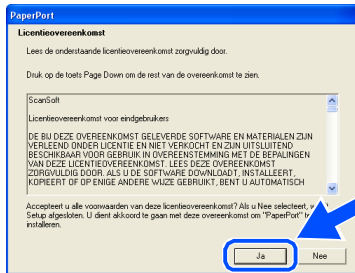 PaperPort
Licentieovereenkomst
Lees de onderstaande licentieovereenkomst zorgvuldig door.
Druk op de toets Page Down om de rest van de overeenkomst te zien.
ScanSoft
Licentieovereenkomst voor eindgebruikers
DE BIJ DEZE OVEREENKOMST GELEVERDE SOFTWARE EN MATERIALEN ZIJN
VERLEEND ONDER LICENTIE EN NIET VERKOCHT EN ZIJN UITSLUITEND
BESCHIKBAAR VOOR GEBRUIK IN OVEREENSTEMMING MET DE BEPALINGEN
VAN DEZE LICENTIEOVEREENKOMST. LEES DEZE OVEREENKOMST
ZORGVULDIG DOOR. ALS U DE SOFTWARE DOWNLOADT, INSTALLEERT,
KOPIEERT OF OP ENIGE ANDERE WIJZE GEBRUIKT, BENT U AUTOMATISCH
Accepteert u alle voorwaarden van deze licentieovereenkomst? Als u Nee selecteert,
Setup afgesloten. U dient akkoord te gaan met deze overeenkomst om "PaperPort"
installeren.
Ja
Nee